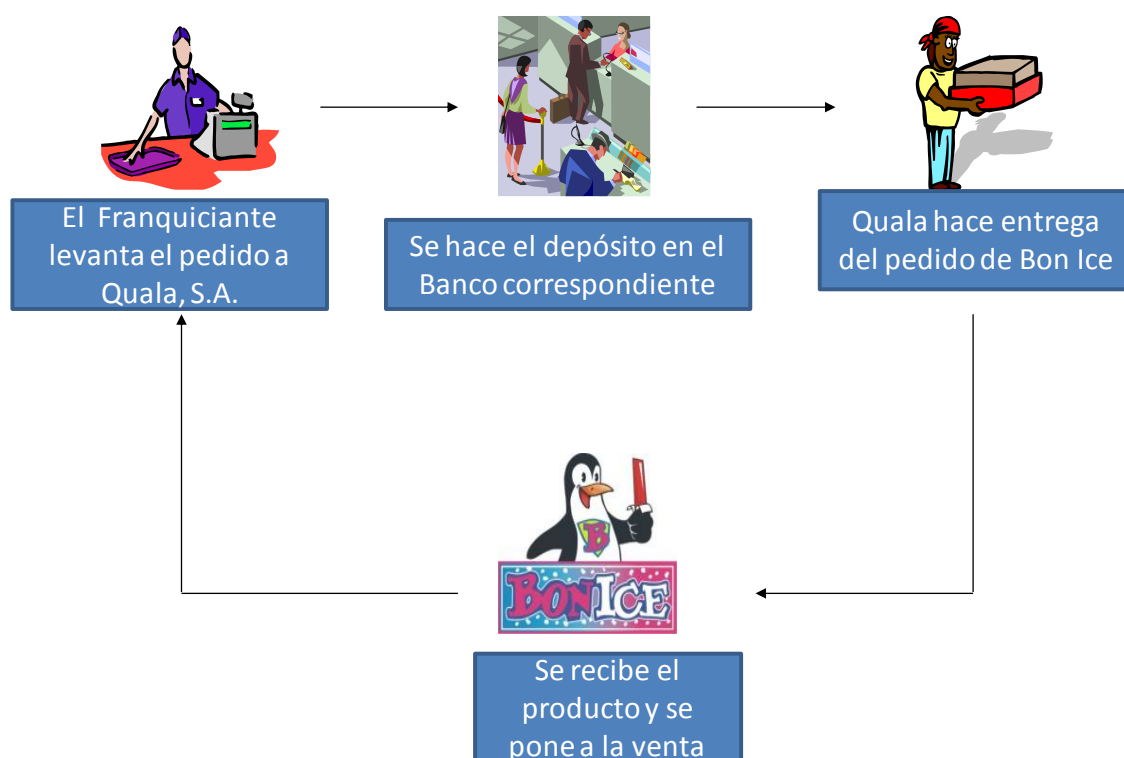 El Franquiciante
levanta el pedido a
Quala, S.A.
Se hace el depósito en el
Banco correspondiente
Quala hace entrega
del pedido de Bon Ice
B
BONICE
Se recibe el
producto y se
pone a la venta